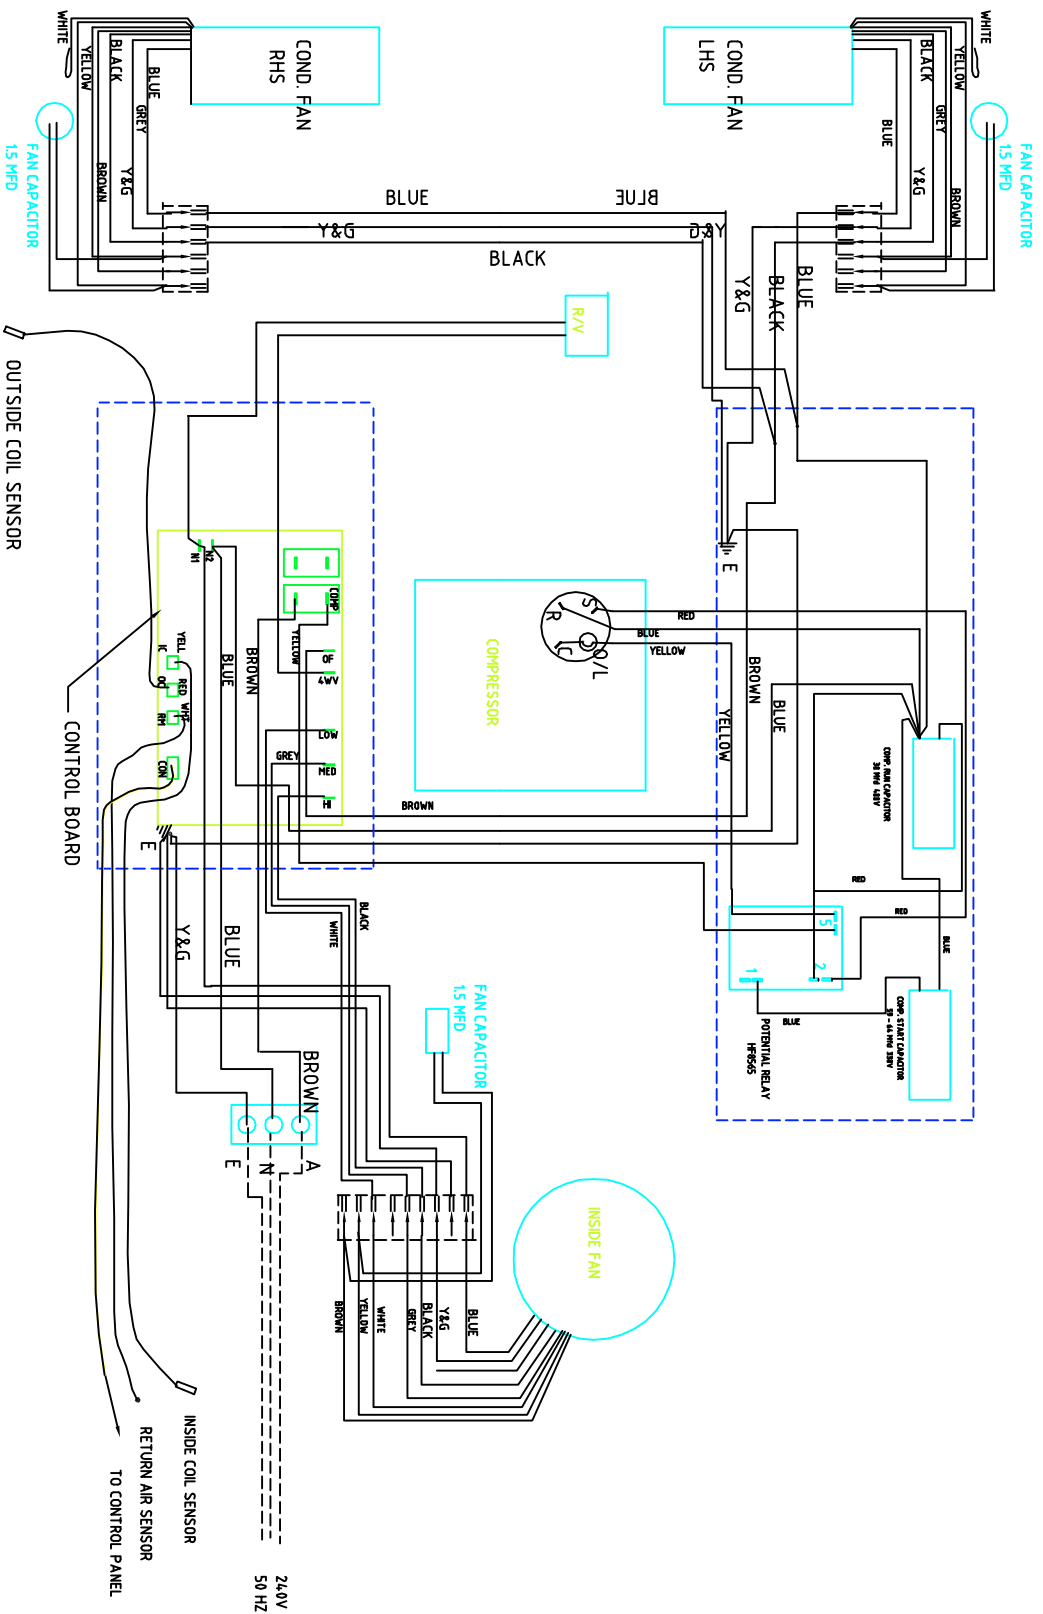 WHITE
YELLOW
BLACK
BLUE
GREY
Y&G
BROWN
FAN CAPACITOR
1.5 MFD
COND. FAN
RHS
COND. FAN
LHS
WHITE
YELLOW
BLACK
GREY
BLUE
Y&G
BROWN
FAN CAPACITOR
1.5 MFD
BLUE
BLUE
Y&G
Y&G
BLACK
BLUE
BLACK
Y&G
R/V
OUTSIDE COIL SENSOR
N1
N2
COMP
YELLOW
OF
4WV
LOW
MED
HI
GREY
BLUE
BROWN
YELL
IC
RED
OC
WHT
RM
CON
E
CONTROL BOARD
COMPRESSOR
S
R
C
O/L
RED
BLUE
YELLOW
E
BROWN
BLUE
YELLOW
BROWN
COMP. RUN CAPACITOR
RED
RED
BLUE
5
2
1
BLUE
POTENTIAL RELAY
HF8565
COMP. START CAPACITOR
BLACK
WHITE
Y&G
BLUE
BROWN
FAN CAPACITOR
1.5 MFD
E
N
A
INSIDE FAN
BROWN
YELLOW
WHITE
GREY
BLACK
Y&G
BLUE
INSIDE COIL SENSOR
RETURN AIR SENSOR
TO CONTROL PANEL
240V
50 HZ